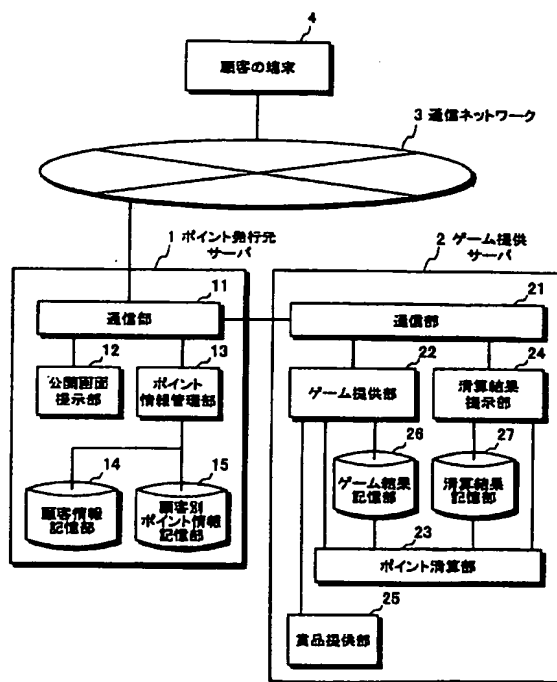 4
顧客の端末
3 通信ネットワーク
1 ポイント発行元
サーバ
2 ゲーム提供
サーバ
11
通信部
21
通信部
12
公開画面
提示部
13
ポイント
情報管理部
22
ゲーム提供部
24
清算結果
提示部
14
顧客情報
記憶部
15
顧客別
ポイント情報
記憶部
26
ゲーム結果
記憶部
27
清算結果
記憶部
23
ポイント清算部
25
賞品提供部